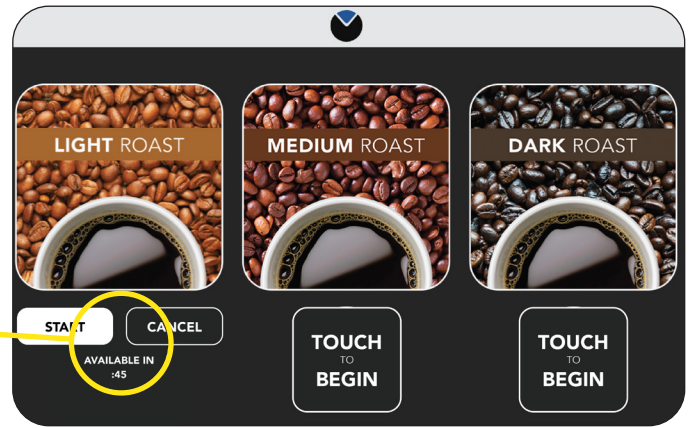 LIGHT ROAST
MEDIUM ROAST
DARK ROAST
START
CANCEL
AVAILABLE IN
:45
TOUCH
TO
BEGIN
TOUCH
TO
BEGIN